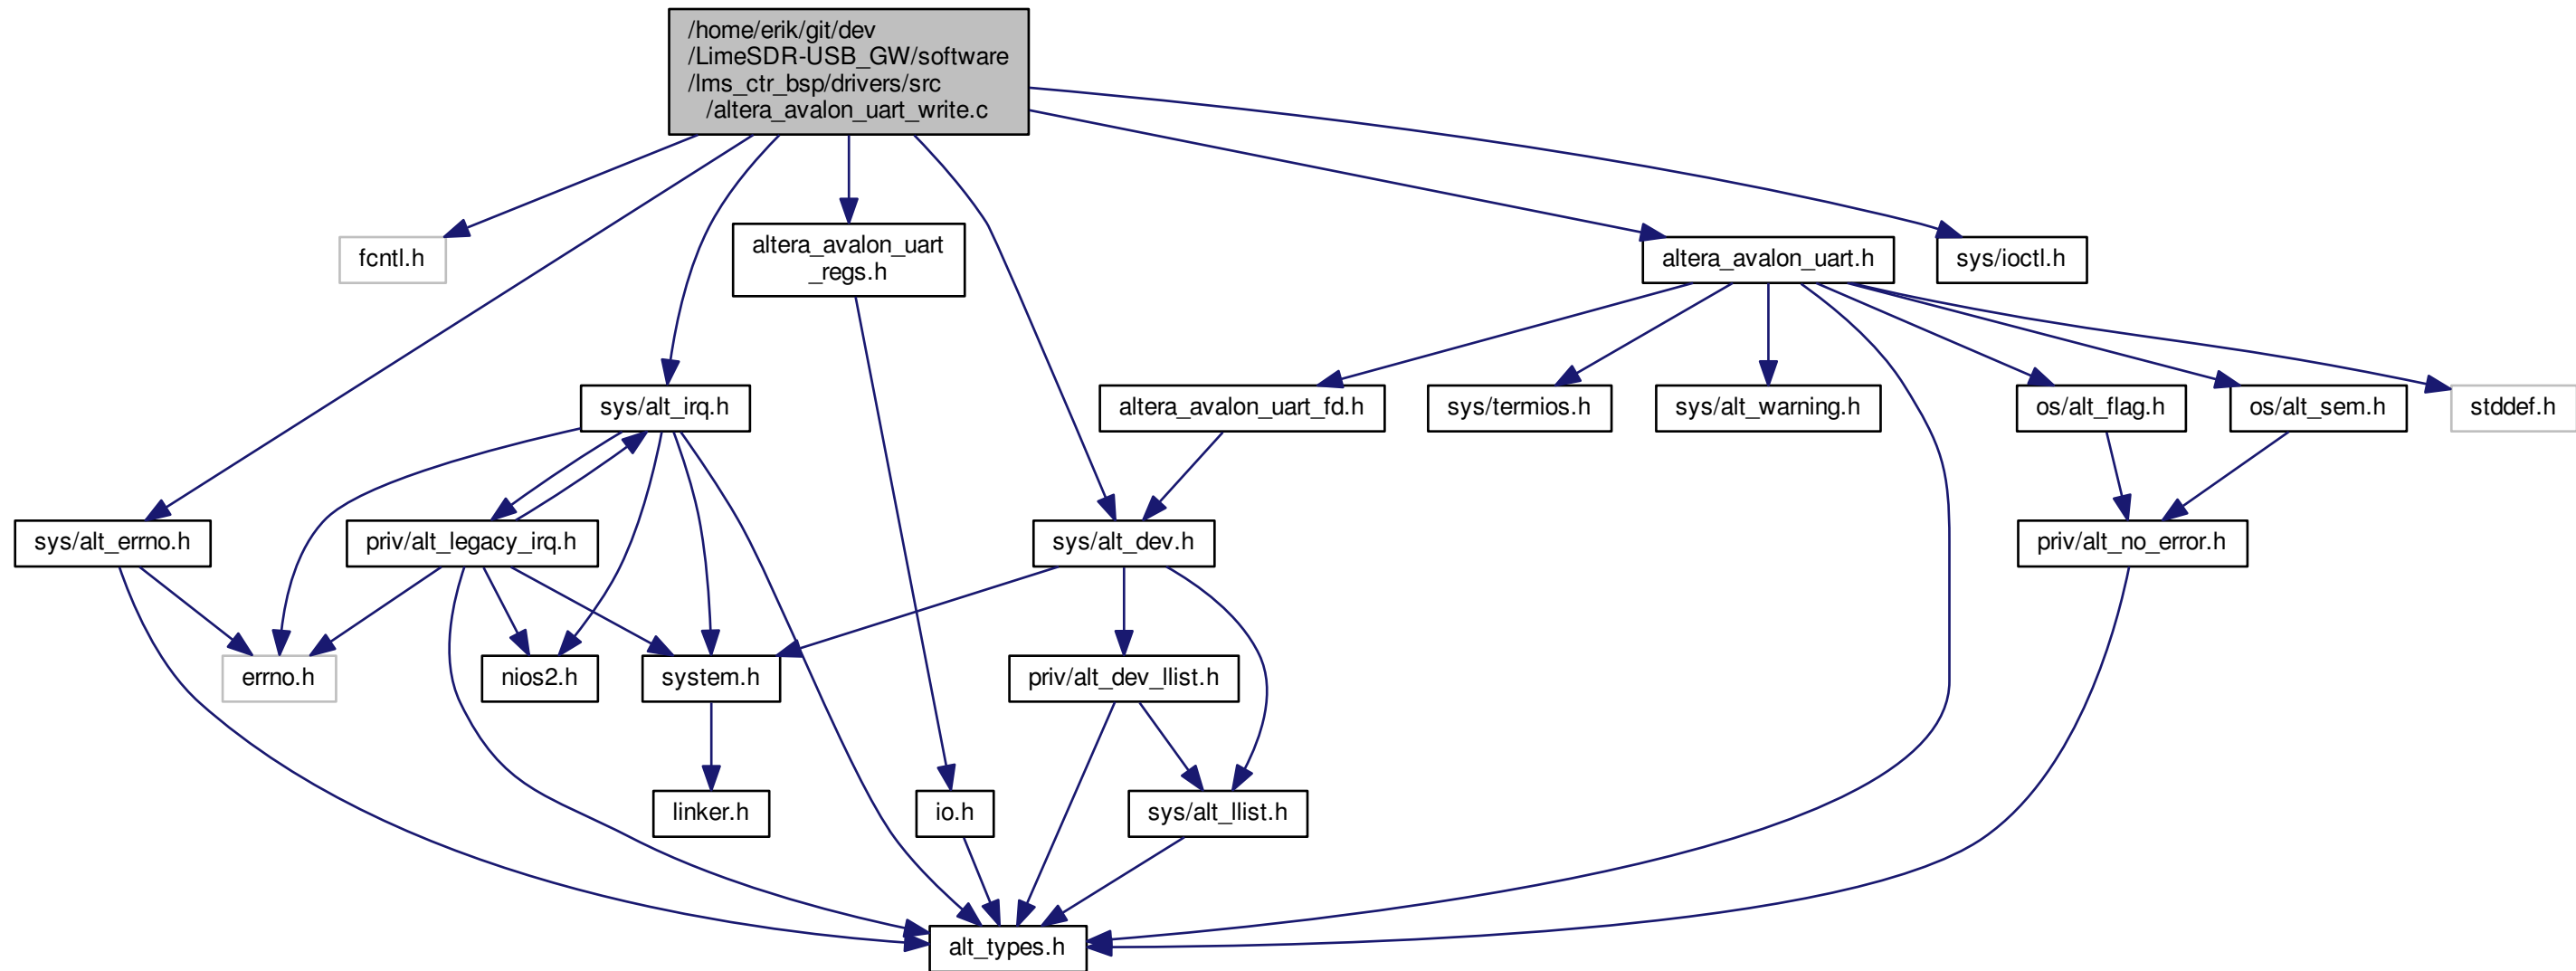 /home/erik/git/dev
/LimeSDR-USB_GW/software
/lms_ctr_bsp/drivers/src
/altera_avalon_uart_write.c
fcntl.h
altera_avalon_uart
_regs.h
altera_avalon_uart.h
sys/ioctl.h
sys/alt_irq.h
altera_avalon_uart_fd.h
sys/termios.h
sys/alt_warning.h
os/alt_flag.h
os/alt_sem.h
stddef.h
sys/alt_errno.h
priv/alt_legacy_irq.h
sys/alt_dev.h
priv/alt_no_error.h
errno.h
nios2.h
system.h
priv/alt_dev_llist.h
linker.h
io.h
sys/alt_llist.h
alt_types.h